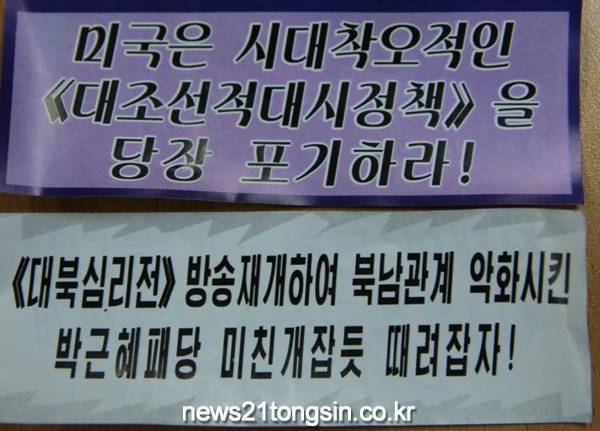 미국은 시대착오적인
《대조선적대시정책》을
당장 포기하라!
《대북심리전》 방송재개하여 북남관계 악화시킨
박근혜패당 미친개잡듯 때려잡자!
news21tongsin.co.kr